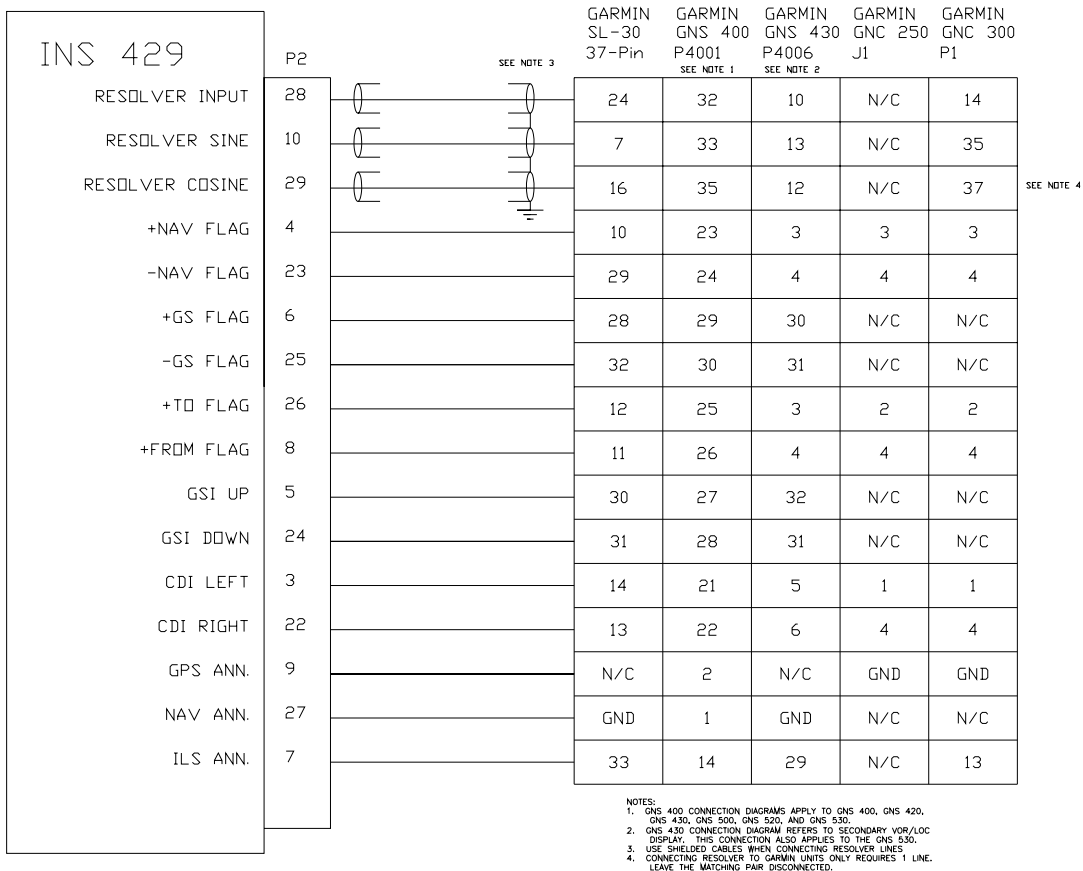 GARMIN GARMIN GARMIN GARMIN GARMIN
SL-30 GNS 400 GNS 430 GNC 250 GNC 300
INS 429 P2 SEE NOTE 3 37-Pin P4001 P4006 J1 P1
SEE NOTE 1 SEE NOTE 2
RESOLVER INPUT 28 24 32 10 N/C 14
RESOLVER SINE 10 7 33 13 N/C 35
RESOLVER COSINE 29 16 35 12 N/C 37 SEE NOTE 4
+NAV FLAG 4 10 23 3 3 3
-NAV FLAG 23 29 24 4 4 4
+GS FLAG 6 28 29 30 N/C N/C
-GS FLAG 25 32 30 31 N/C N/C
+TO FLAG 26 12 25 3 2 2
+FROM FLAG 8 11 26 4 4 4
GSI UP 5 30 27 32 N/C N/C
GSI DOWN 24 31 28 31 N/C N/C
CDI LEFT 3 14 21 5 1 1
CDI RIGHT 22 13 22 6 4 4
GPS ANN. 9 N/C 2 N/C GND GND
NAV ANN. 27 GND 1 GND N/C N/C
ILS ANN. 7 33 14 29 N/C 13
NOTES:
1. GNS 400 CONNECTION DIAGRAMS APPLY TO GNS 400, GNS 420,
GNS 430, GNS 500, GNS 520, AND GNS 530.
2. GNS 430 CONNECTION DIAGRAM REFERS TO SECONDARY VOR/LOC
DISPLAY. THIS CONNECTION ALSO APPLIES TO THE GNS 530.
3. USE SHIELDED CABLES WHEN CONNECTING RESOLVER LINES
4. CONNECTING RESOLVER TO GARMIN UNITS ONLY REQUIRES 1 LINE.
LEAVE THE MATCHING PAIR DISCONNECTED.